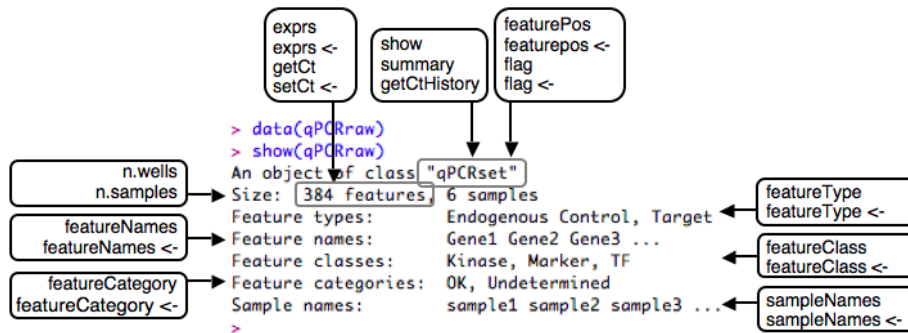 exprs
exprs <-
getCt
setCt <-
show
summary
getCtHistory
featurePos
featurepos <-
flag
flag <-
> data(qPCRraw)
> show(qPCRraw)
An object of class "qPCRset"
n.wells
n.samples
Size: 384 features, 6 samples
featureType
featureType <-
Feature types: Endogenous Control, Target
featureNames
featureNames <-
Feature names: Gene1 Gene2 Gene3 ...
featureClass
featureClass <-
Feature classes: Kinase, Marker, TF
featureCategory
featureCategory <-
Feature categories: OK, Undetermined
sampleNames
sampleNames <-
Sample names: sample1 sample2 sample3 ...
>